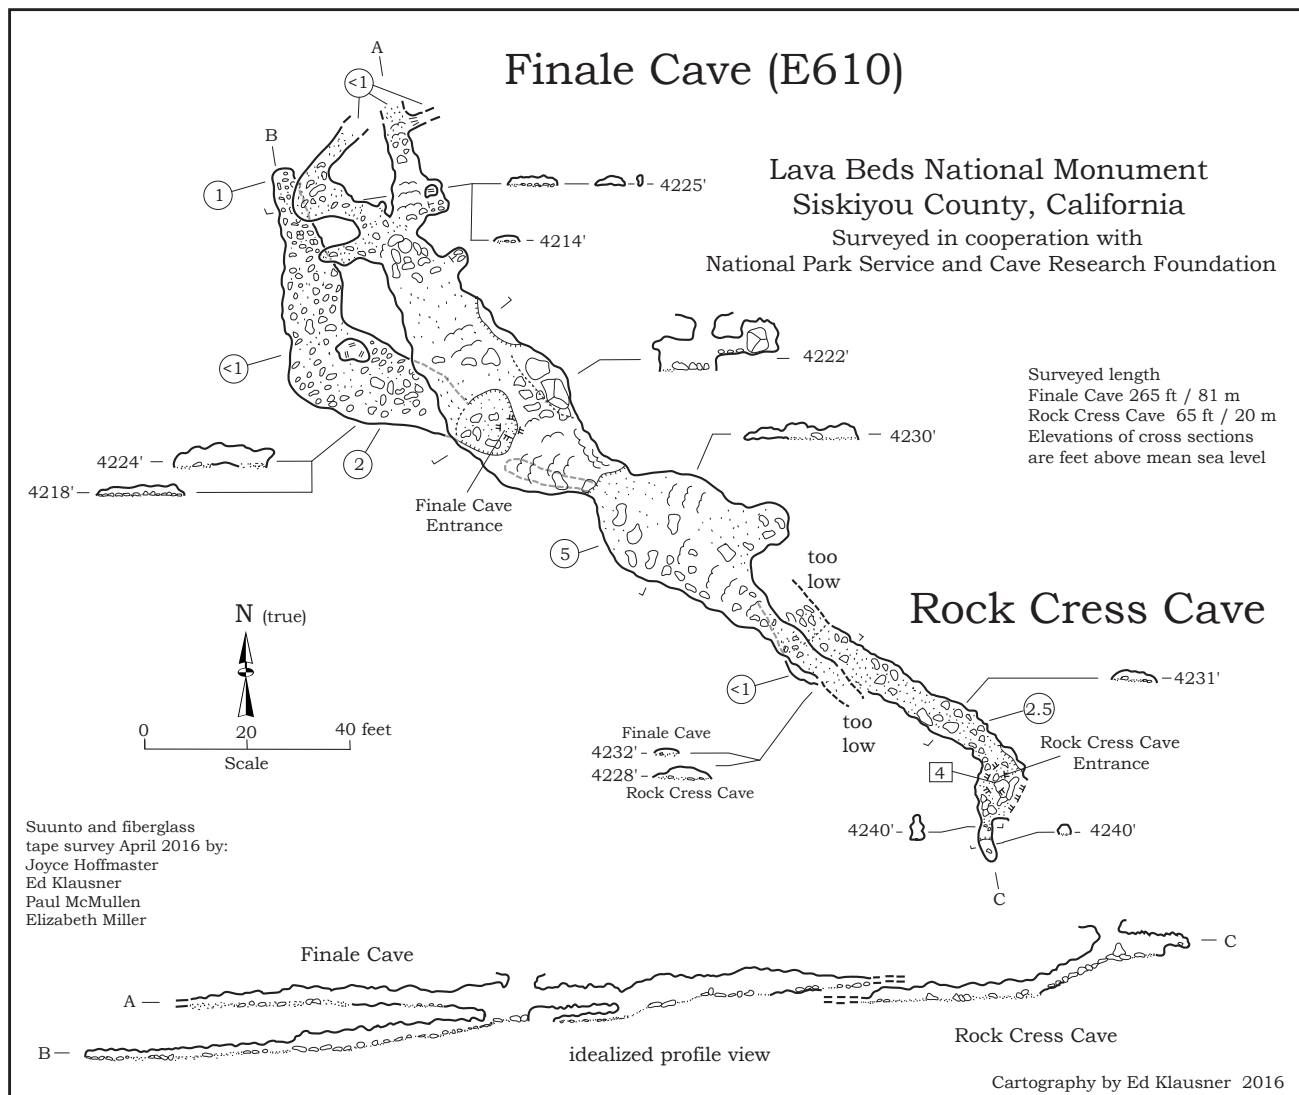 A
Finale Cave (E610)
<1
B
Lava Beds National Monument
Siskiyou County, California
Surveyed in cooperation with
National Park Service and Cave Research Foundation
1
4225'
4214'
4222'
<1
Surveyed length
Finale Cave 265 ft / 81 m
Rock Cress Cave 65 ft / 20 m
Elevations of cross sections
are feet above mean sea level
4230'
4224'
4218'
2
Finale Cave
Entrance
5
too
low
Rock Cress Cave
N (true)
4231'
<1
2.5
too
low
0 20 40 feet
Scale
Finale Cave
4232'
4228'
Rock Cress Cave
Rock Cress Cave
Entrance
4
4240'
4240'
C
Suunto and fiberglass
tape survey April 2016 by:
Joyce Hoffmaster
Ed Klausner
Paul McMullen
Elizabeth Miller
Finale Cave
C
A
B
Rock Cress Cave
idealized profile view
Cartography by Ed Klausner 2016